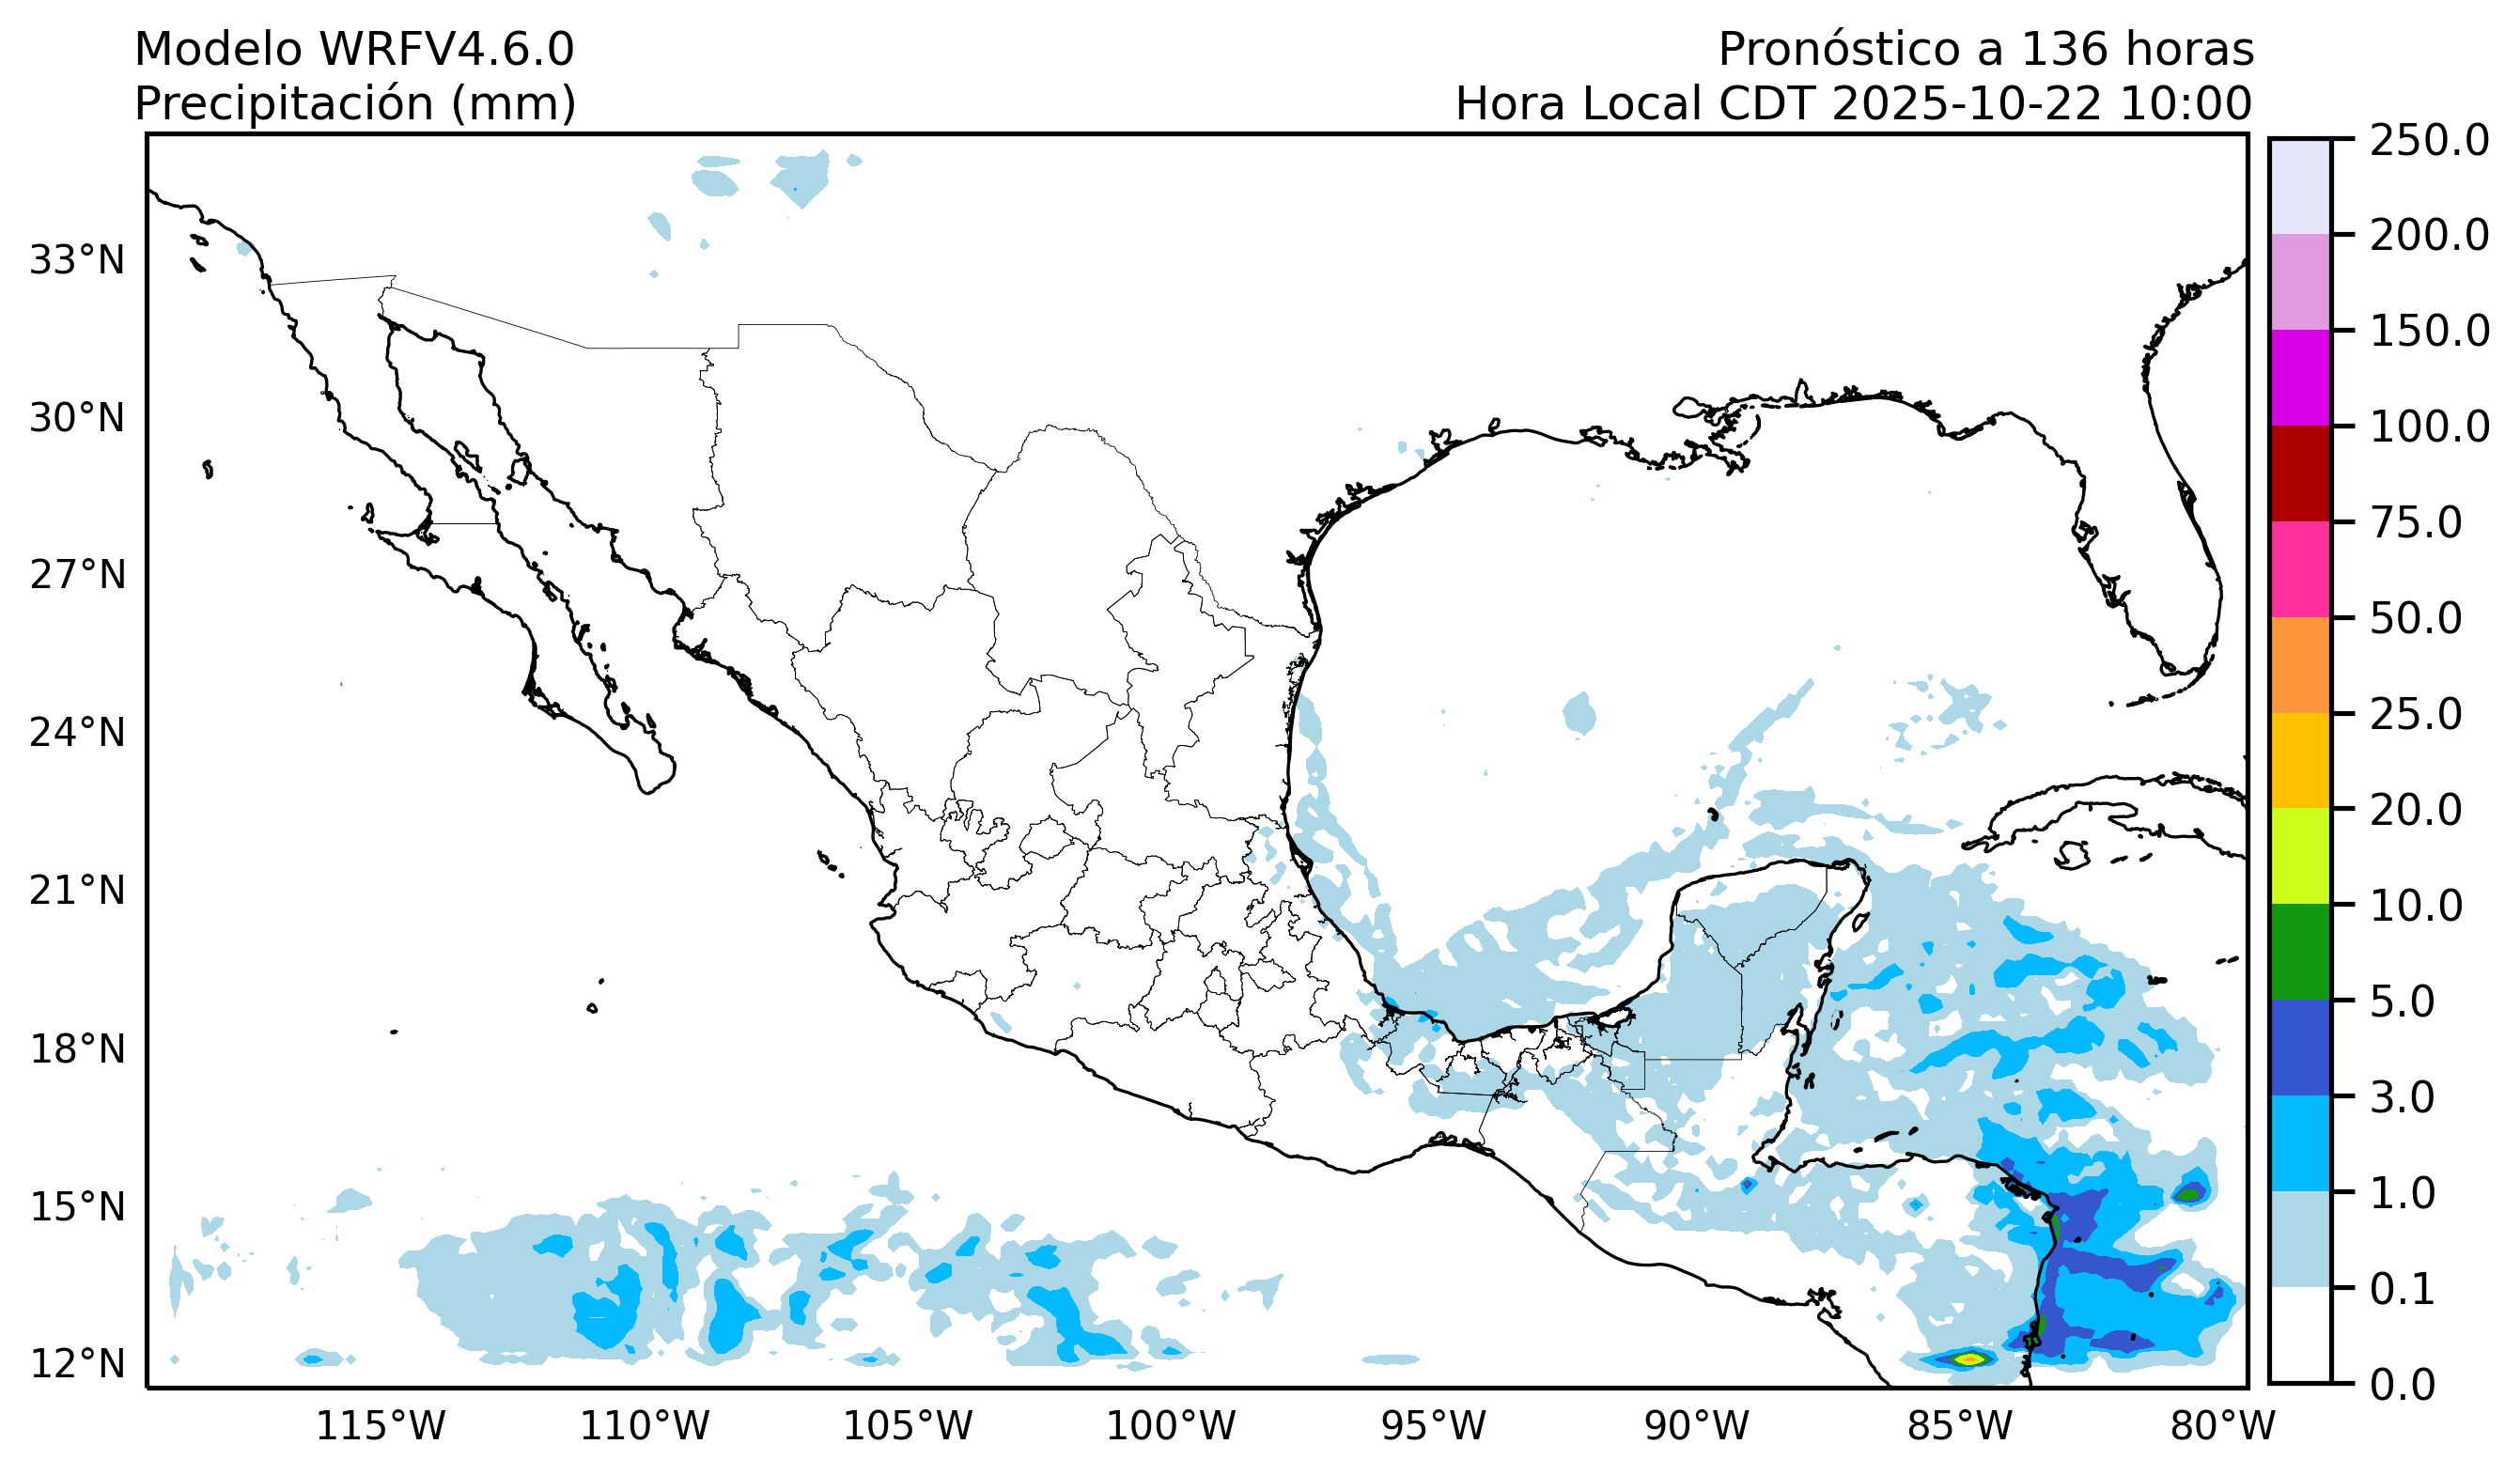 Modelo WRFV4.6.0
Precipitación (mm)
Pronóstico a 136 horas
Hora Local CDT 2025-10-22 10:00
33°N
30°N
27°N
24°N
21°N
18°N
15°N
12°N
115°W
110°W
105°W
100°W
95°W
90°W
85°W
80°W
250.0
200.0
150.0
100.0
75.0
50.0
25.0
20.0
10.0
5.0
3.0
1.0
0.1
0.0